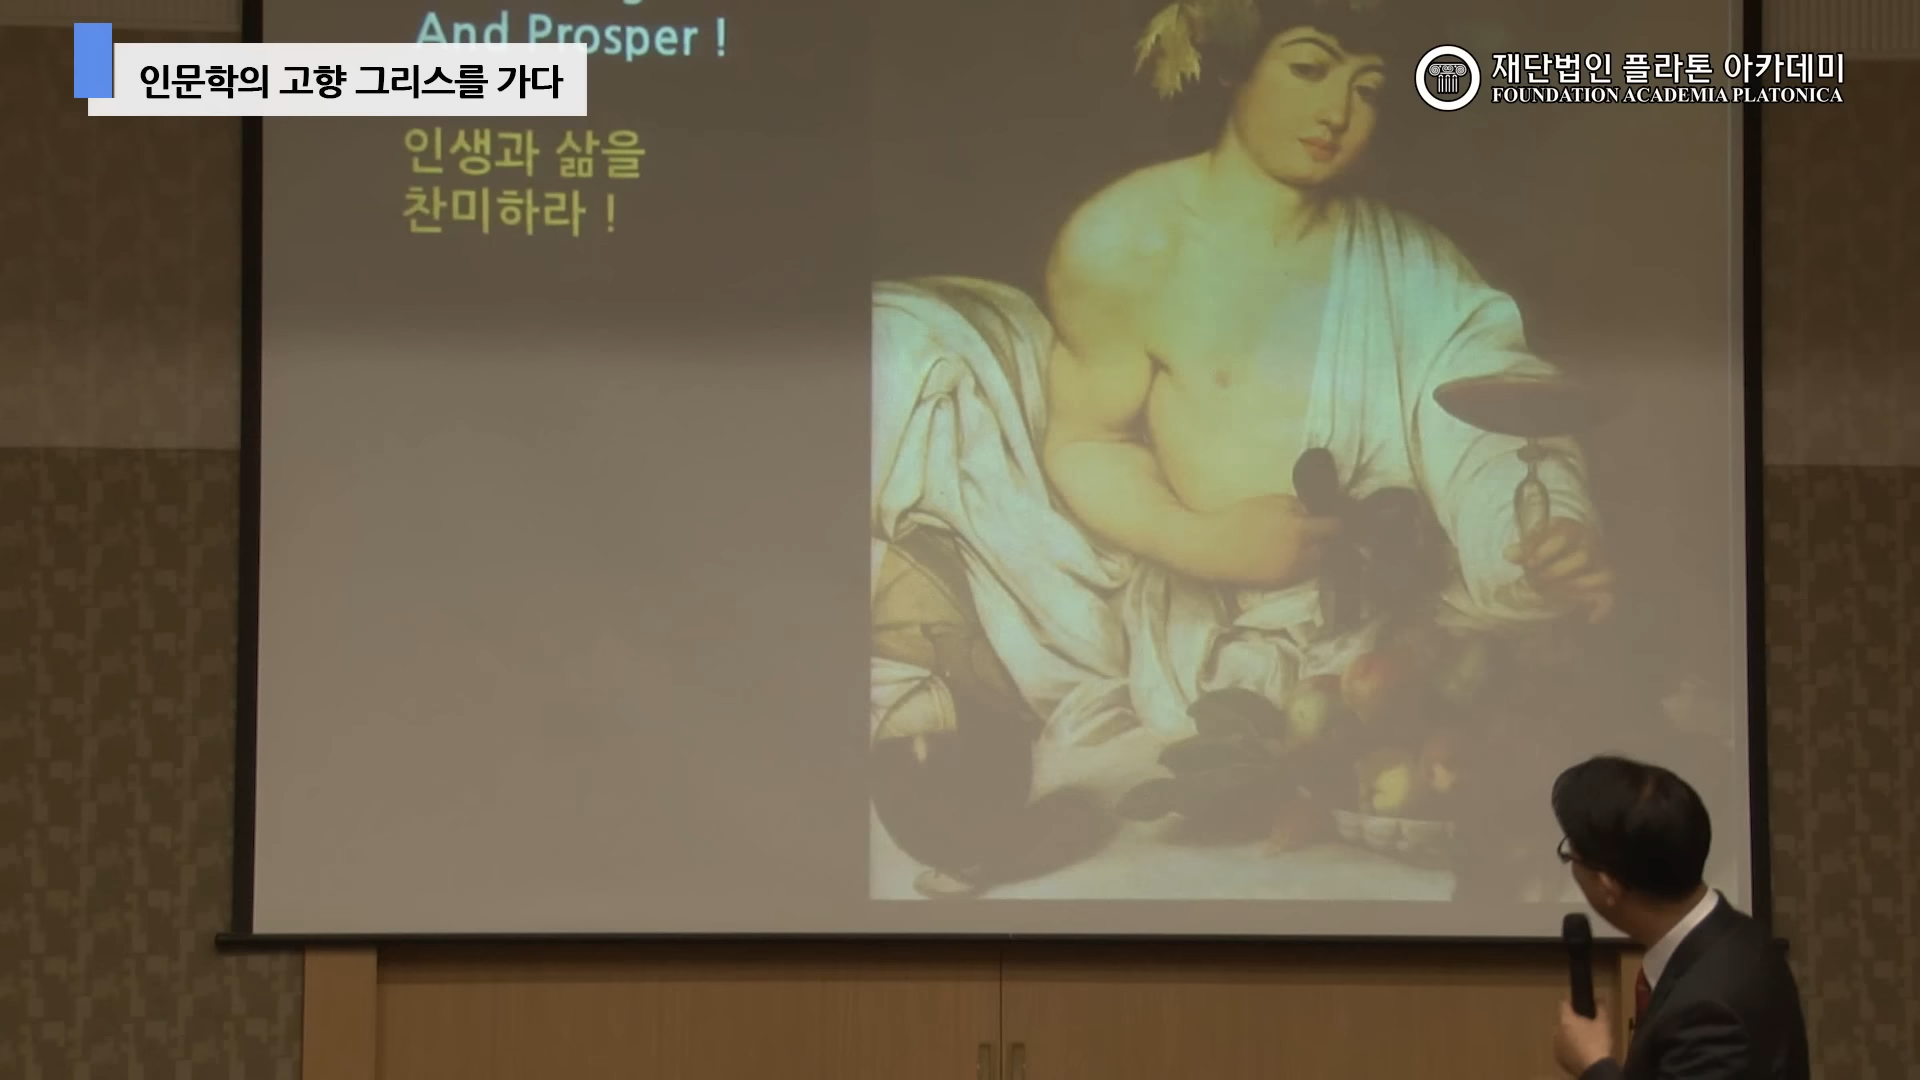 And Prosper !
인문학의 고향 그리스를 가다
인생과 삶을
찬미하라 !
재단법인 플라톤 아카데미
FOUNDATION ACADEMIA PLATONICA